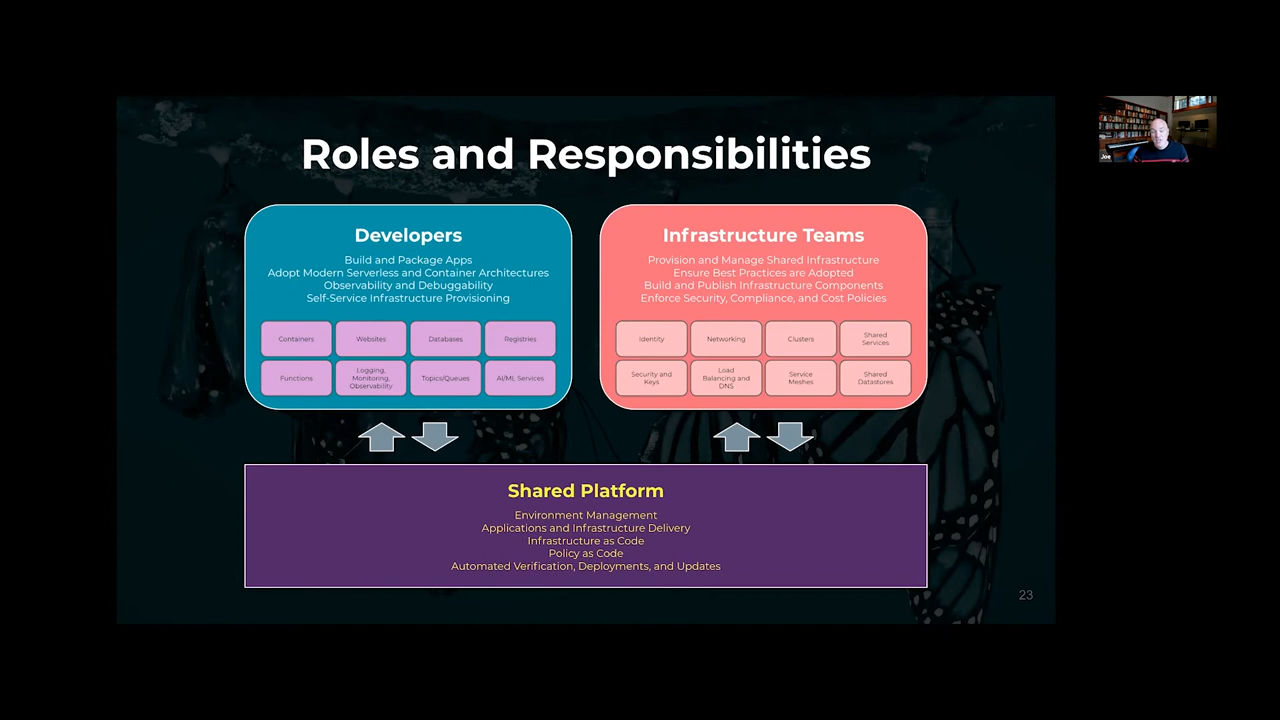 Roles and Responsibilities
Developers
Build and Package Apps
Adopt Modern Serverless and Container Architectures
Observability and Debuggability
Self-Service Infrastructure Provisioning
Containers
Websites
Databases
Registries
Functions
Logging,
Monitoring,
Observability
Topics/Queues
AI/ML Services
Infrastructure Teams
Provision and Manage Shared Infrastructure
Ensure Best Practices are Adopted
Build and Publish Infrastructure Components
Enforce Security, Compliance, and Cost Policies
Identity
Networking
Clusters
Shared
Services
Security and
Keys
Load
Balancing and
DNS
Service
Meshes
Shared
Datastores
Shared Platform
Environment Management
Applications and Infrastructure Delivery
Infrastructure as Code
Policy as Code
Automated Verification, Deployments, and Updates
23
Joe